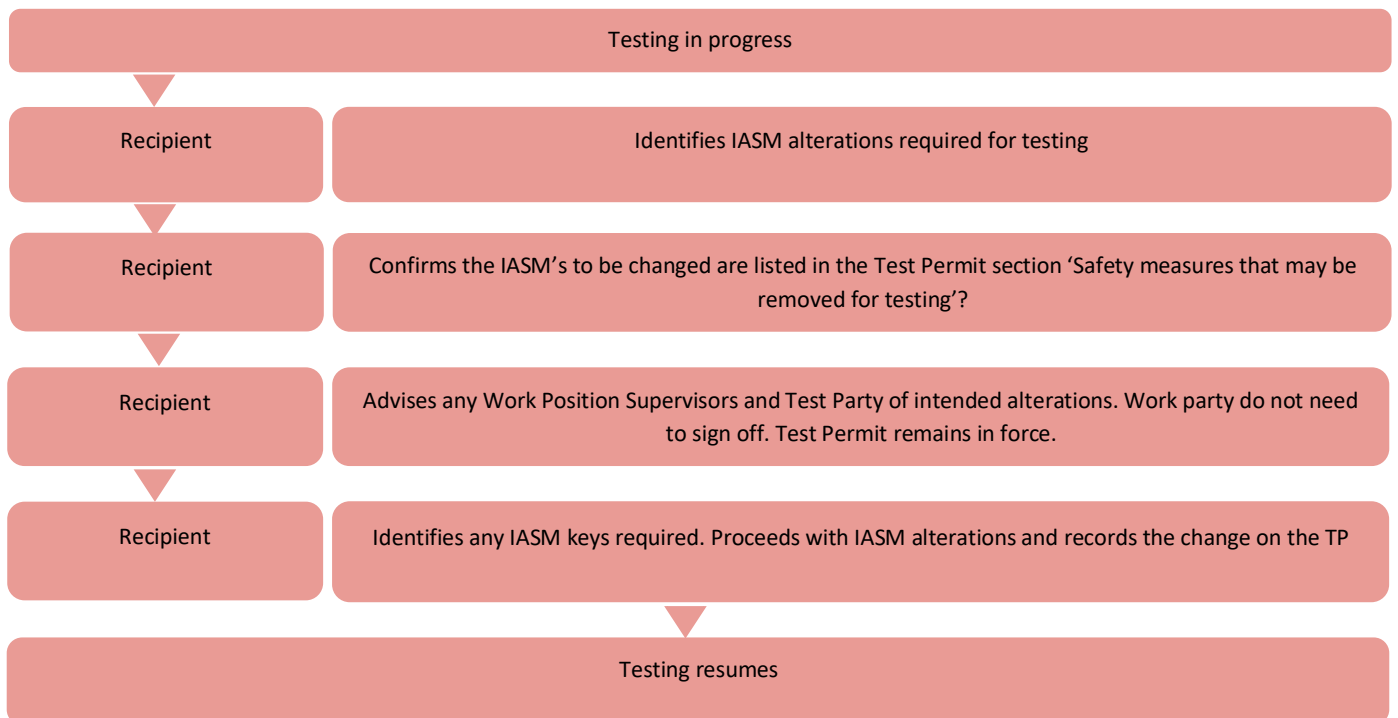 Testing in progress
Recipient
Identifies IASM alterations required for testing
Recipient
Confirms the IASM’s to be changed are listed in the Test Permit section ‘Safety measures that may be
removed for testing’?
Recipient
Advises any Work Position Supervisors and Test Party of intended alterations. Work party do not need
to sign off. Test Permit remains in force.
Recipient
Identifies any IASM keys required. Proceeds with IASM alterations and records the change on the TP
Testing resumes